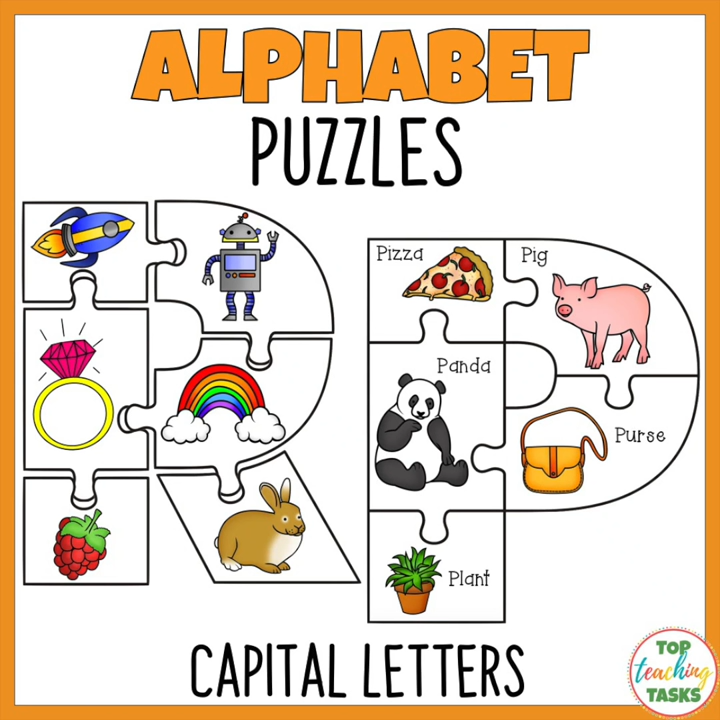 ALPHABET
PUZZLES
Pizza
Pig
Panda
Purse
Plant
CAPITAL LETTERS
TOP
teaching
TASKS